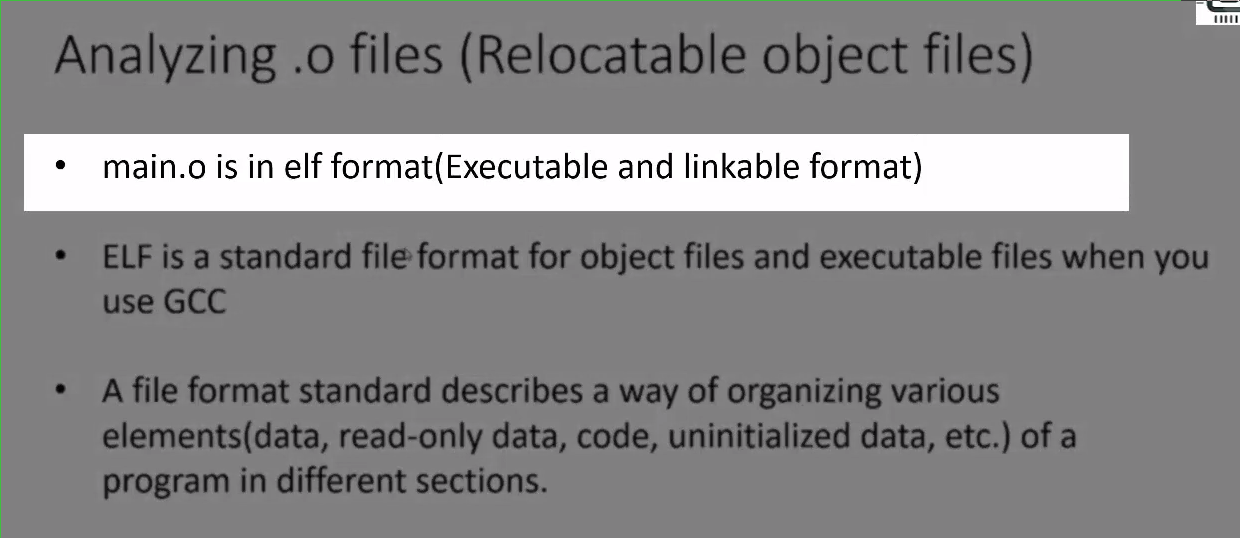 Analyzing .o files (Relocatable object files)
• main.o is in elf format(Executable and linkable format)
• ELF is a standard file format for object files and executable files when you
use GCC
• A file format standard describes a way of organizing various
elements(data, read-only data, code, uninitialized data, etc.) of a
program in different sections.